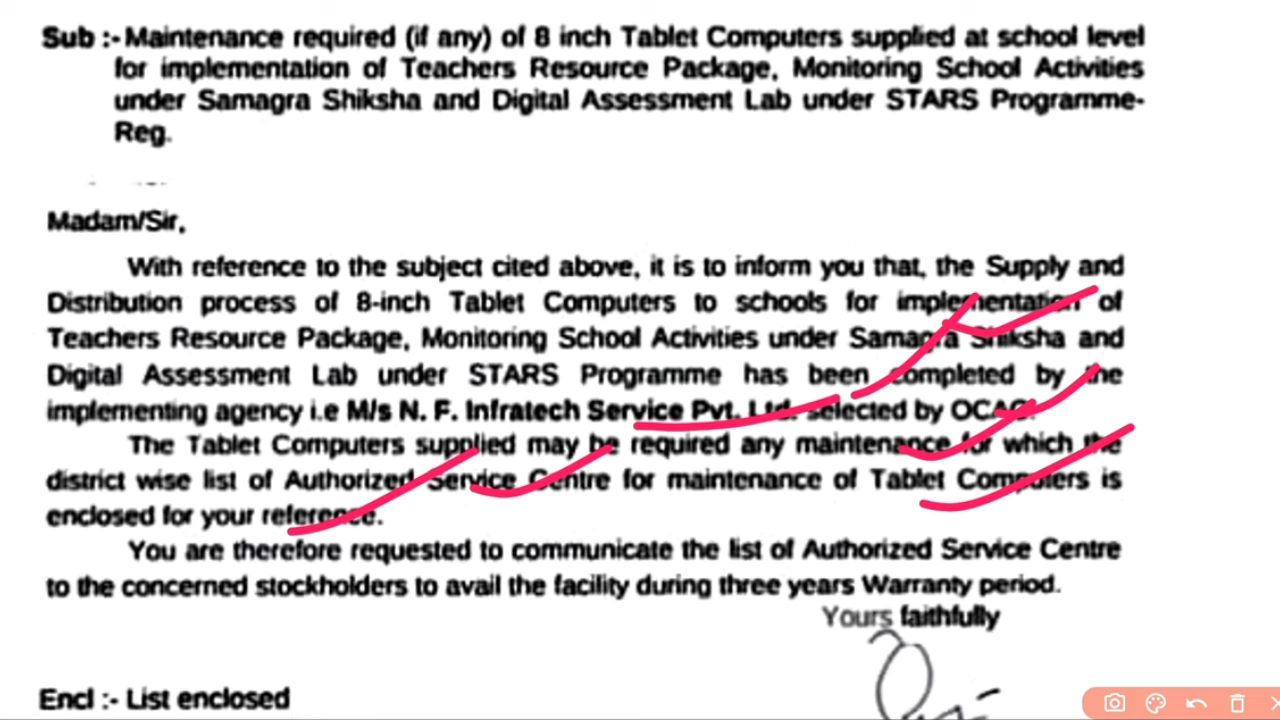 Sub :- Maintenance required (if any) of 8 inch Tablet Computers supplied at school level
for implementation of Teachers Resource Package, Monitoring School Activities
under Samagra Shiksha and Digital Assessment Lab under STARS Programme-
Reg.
Madam/Sir,
With reference to the subject cited above, it is to inform you that, the Supply and
Distribution process of 8-inch Tablet Computers to schools for implementation of
Teachers Resource Package, Monitoring School Activities under Samagra Shiksha and
Digital Assessment Lab under STARS Programme has been completed by the
implementing agency i.e M/s N. F. Infratech Service Pvt. Ltd. selected by OCAC.
The Tablet Computers supplied may be required any maintenance for which the
district wise list of Authorized Service Centre for maintenance of Tablet Computers is
enclosed for your reference.
You are therefore requested to communicate the list of Authorized Service Centre
to the concerned stockholders to avail the facility during three years Warranty period.
Yours faithfully
Encl :- List enclosed